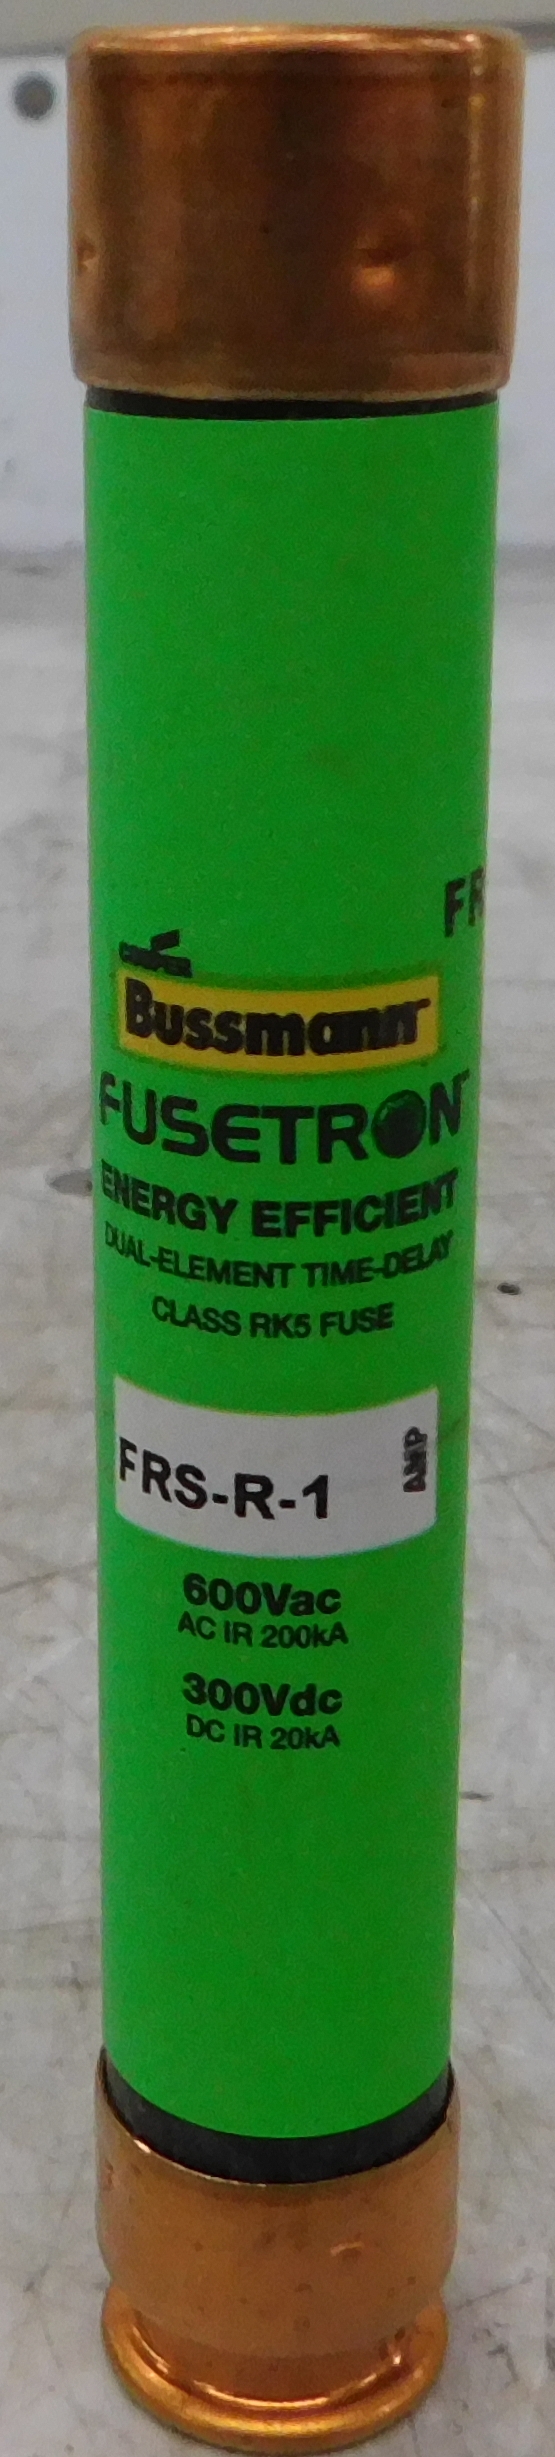 FR
COOPER
Bussmann
FUSETRON
ENERGY EFFICIENT
DUAL-ELEMENT TIME-DELAY
CLASS RK5 FUSE
FRS-R-1 AMP
600Vac
AC IR 200kA
300Vdc
DC IR 20kA